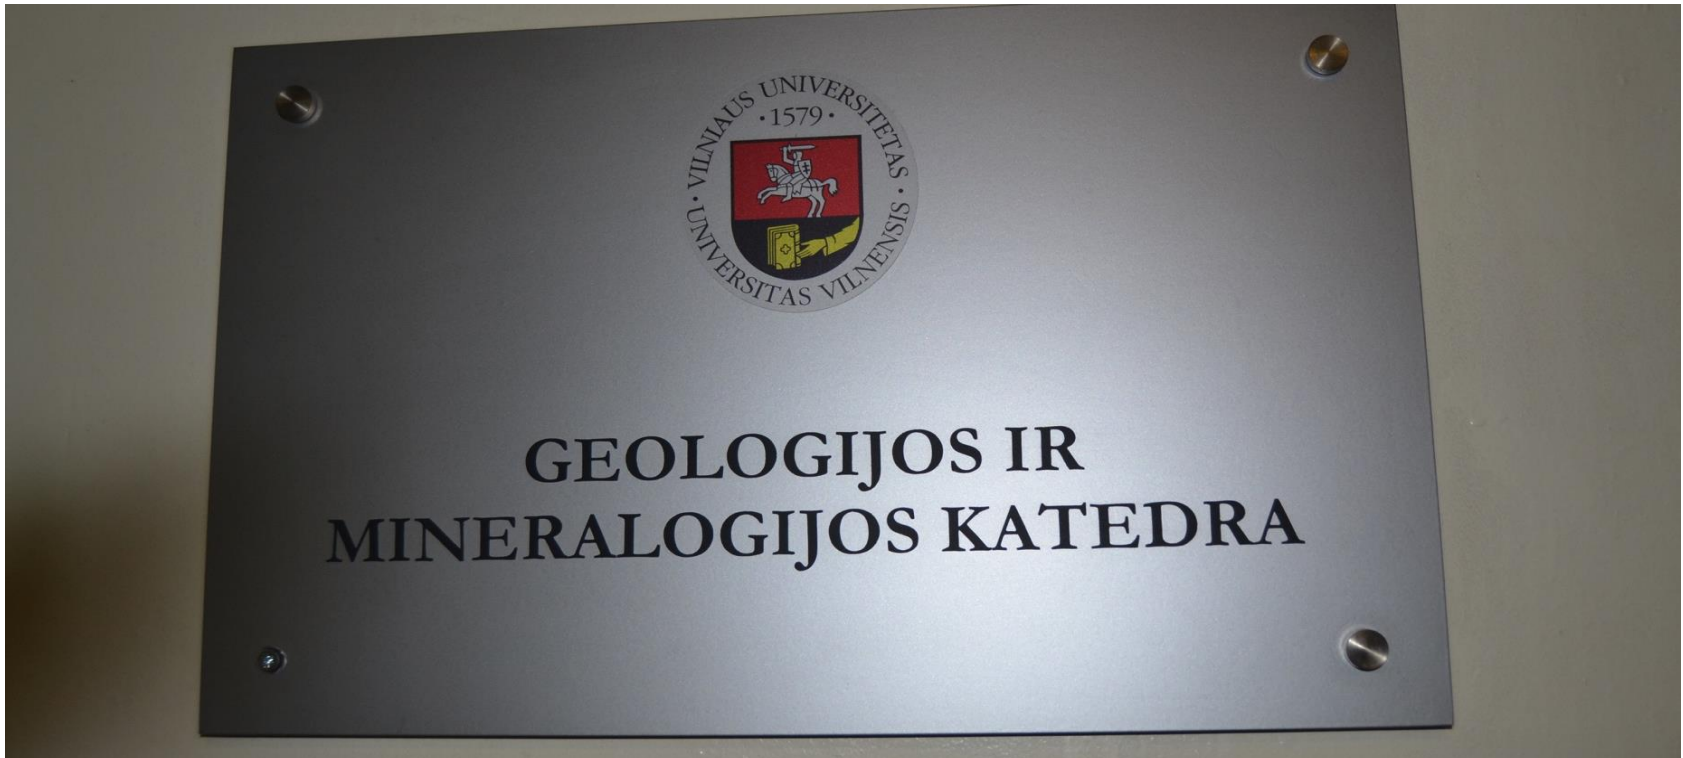 VILNIAUS UNIVERSITETAS
·1579·
· UNIVERSITAS VILNENSIS ·
GEOLOGIJOS IR
MINERALOGIJOS KATEDRA